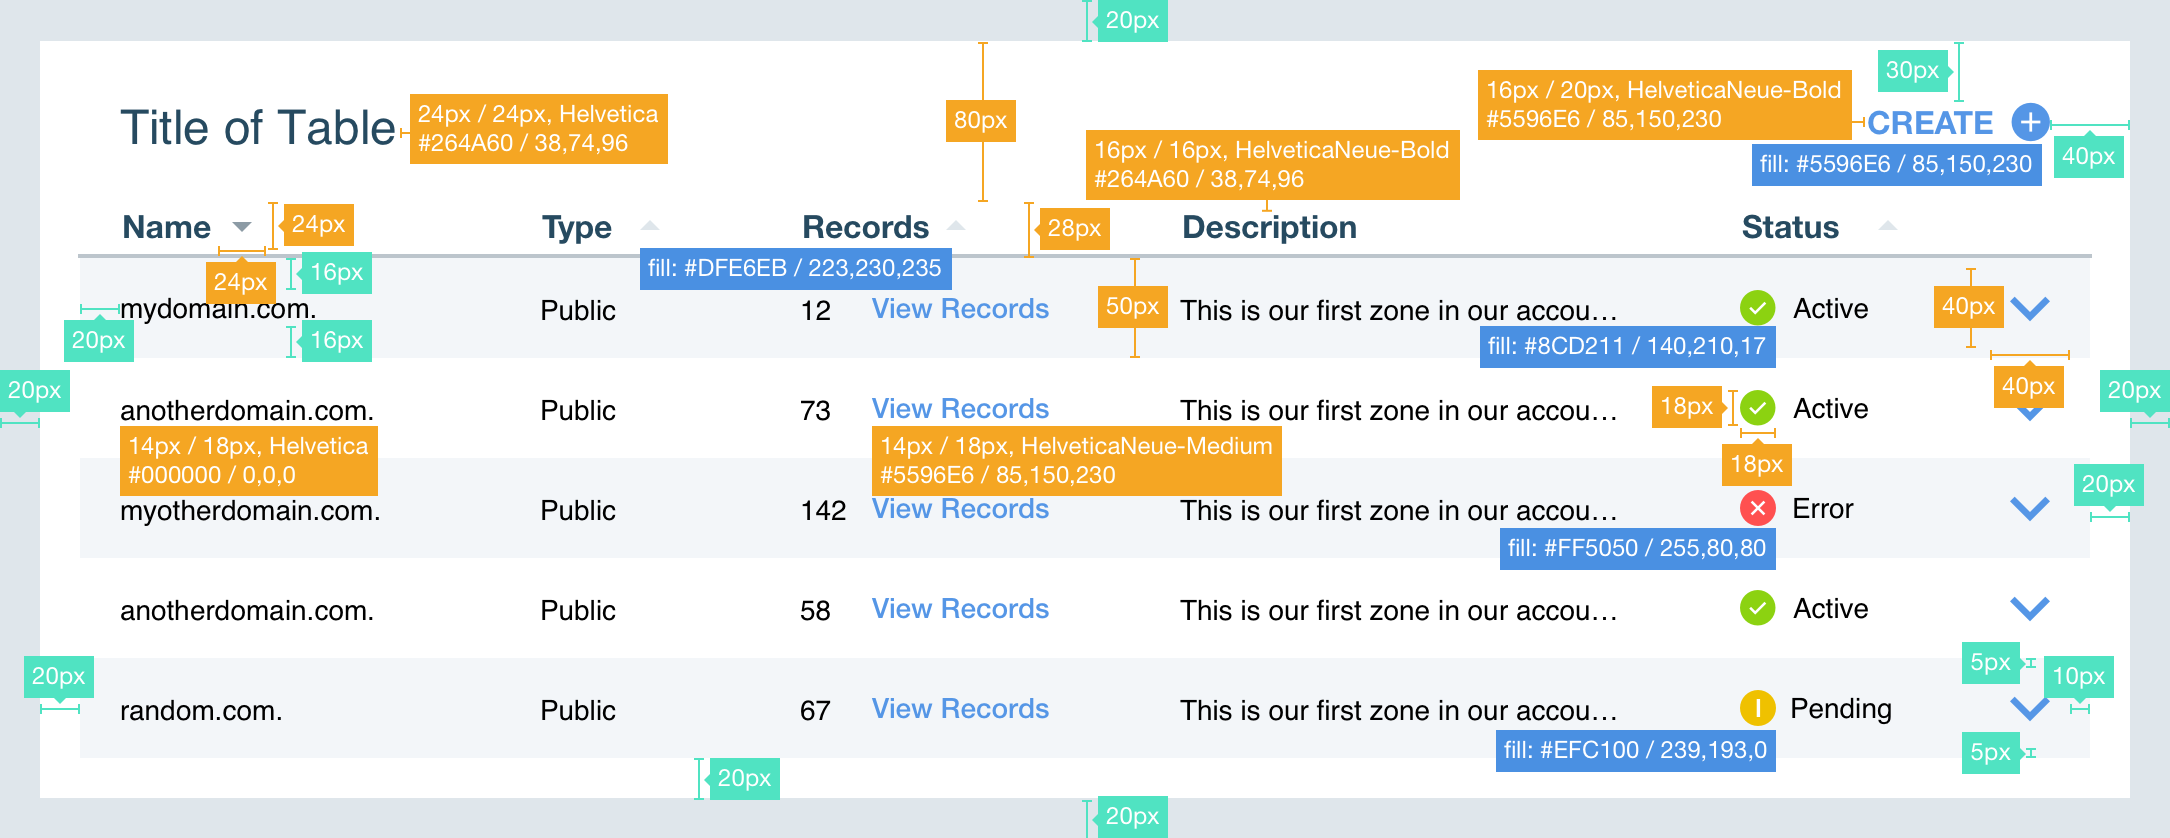 20px
30px
16px / 20px, HelveticaNeue-Bold
#5596E6 / 85,150,230
Title of Table
24px / 24px, Helvetica
#264A60 / 38,74,96
80px
CREATE
40px
16px / 16px, HelveticaNeue-Bold
#264A60 / 38,74,96
fill: #5596E6 / 85,150,230
Name
24px
Type
Records
28px
Description
Status
24px
16px
fill: #DFE6EB / 223,230,235
mydomain.com.
Public
12
View Records
50px
This is our first zone in our accou…
Active
40px
20px
16px
fill: #8CD211 / 140,210,17
20px
40px
20px
anotherdomain.com.
Public
73
View Records
This is our first zone in our accou…
18px
Active
14px / 18px, Helvetica
#000000 / 0,0,0
14px / 18px, HelveticaNeue-Medium
#5596E6 / 85,150,230
18px
20px
myotherdomain.com.
Public
142
View Records
This is our first zone in our accou…
Error
fill: #FF5050 / 255,80,80
anotherdomain.com.
Public
58
View Records
This is our first zone in our accou…
Active
20px
5px
10px
random.com.
Public
67
View Records
This is our first zone in our accou…
Pending
fill: #EFC100 / 239,193,0
5px
20px
20px